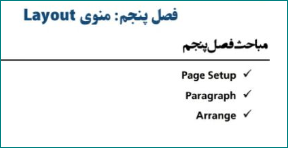 فصل پنجم: منوی Layout
مباحث فصل پنجم
✓ Page Setup
✓ Paragraph
✓ Arrange